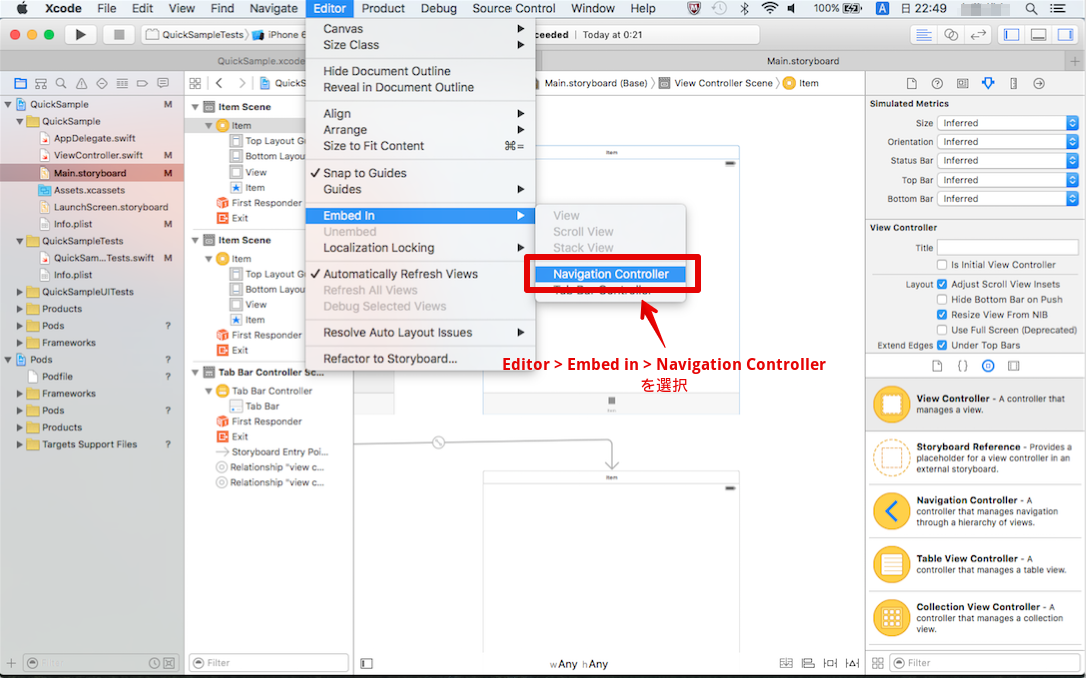 Xcode File Edit View Find Navigate Editor Product Debug Source Control Window Help 100% A 日 22:49
QuickSampleTests iPhone 6
ceeded Today at 0:21
QuickSample.xcode
Main.storyboard
QuickS
Main.storyboard (Base) View Controller Scene Item
QuickSample M
QuickSample
AppDelegate.swift
ViewController.swift M
Main.storyboard M
Assets.xcassets
LaunchScreen.storyboard
Info.plist M
QuickSampleTests
QuickSam...Tests.swift M
Info.plist
QuickSampleUITests
Products
Pods ?
Frameworks
Pods ?
Podfile
Frameworks
Pods ?
Products
Targets Support Files ?
Item Scene
Item
Top Layout Gu
Bottom Layou
View
Item
First Responder
Exit
Item Scene
Item
Top Layout Gu
Bottom Layou
View
Item
First Responder
Exit
Tab Bar Controller Sc...
Tab Bar Controller
Tab Bar
First Responder
Exit
Storyboard Entry Poi...
Relationship "view c...
Relationship "view c...
Filter
Canvas
Size Class
Hide Document Outline
Reveal in Document Outline
Align
Arrange
Size to Fit Content ⌘=
✓ Snap to Guides
Guides
Embed In
Unembed
Localization Locking
✓ Automatically Refresh Views
Refresh All Views
Debug Selected Views
Resolve Auto Layout Issues
Refactor to Storyboard...
View
Scroll View
Stack View
Navigation Controller
Tab Bar Controller
Editor > Embed in > Navigation Controller
を選択
Item
Item
Item
wAny hAny
Simulated Metrics
Size Inferred
Orientation Inferred
Status Bar Inferred
Top Bar Inferred
Bottom Bar Inferred
View Controller
Title
Is Initial View Controller
Layout Adjust Scroll View Insets
Hide Bottom Bar on Push
Resize View From NIB
Use Full Screen (Deprecated)
Extend Edges Under Top Bars
View Controller - A controller that
manages a view.
Storyboard Reference - Provides a
placeholder for a view controller in an
external storyboard.
Navigation Controller - A
controller that manages navigation
through a hierarchy of views.
Table View Controller - A
controller that manages a table view.
Collection View Controller - A
controller that manages a collection
view.
Filter